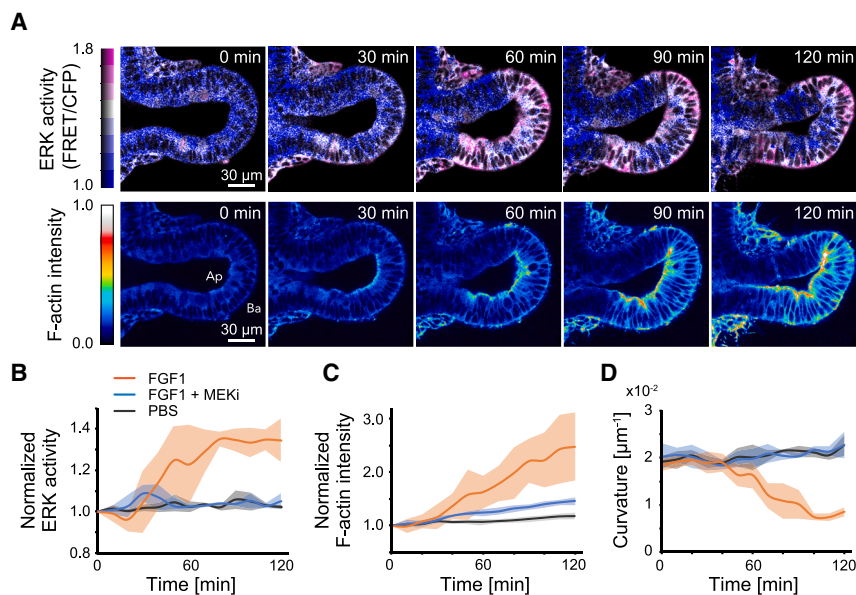 A
ERK activity
(FRET/CFP)
1.8
1.0
0 min
30 min
60 min
90 min
120 min
30 µm
30 µm
F-actin intensity
1.0
0.0
0 min
30 min
60 min
90 min
120 min
Ap
Ba
30 µm
B
FGF1
FGF1 + MEKi
PBS
Normalized
ERK activity
1.4
1.2
1.0
0.8
0
60
120
Time [min]
C
Normalized
F-actin intensity
3.0
2.0
1.0
0
60
120
Time [min]
D
x10⁻²
Curvature [µm⁻¹]
3
2
1
0
0
60
120
Time [min]